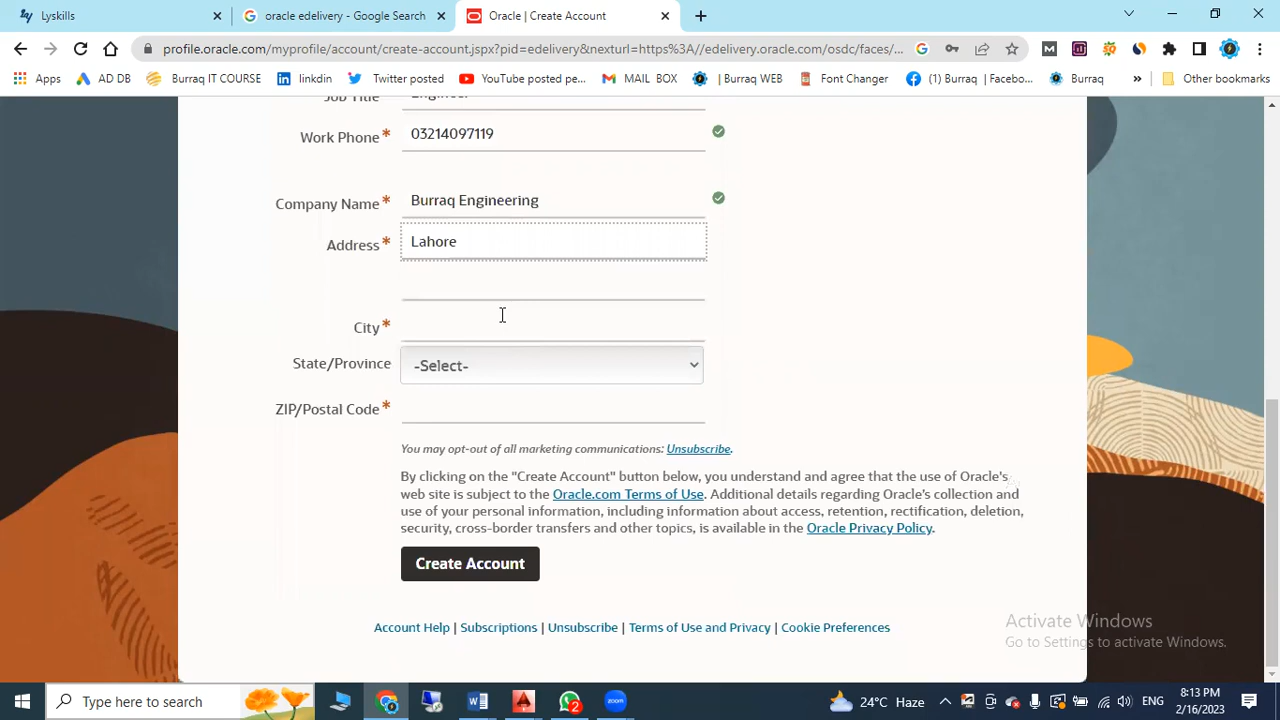 Lyskills
oracle edelivery - Google Search
Oracle | Create Account
profile.oracle.com/myprofile/account/create-account.jspx?pid=edelivery&nexturl=https%3A//edelivery.oracle.com/osdc/faces/...
Apps
AD DB
Burraq IT COURSE
linkdin
Twitter posted
YouTube posted pe...
MAIL BOX
| Burraq WEB
Font Changer
(1) Burraq | Facebo...
Burraq
»
Other bookmarks
Job Title
Engineer
Work Phone* 03214097119
Company Name* Burraq Engineering
Address* Lahore
City*
State/Province -Select-
ZIP/Postal Code*
You may opt-out of all marketing communications: Unsubscribe.
By clicking on the "Create Account" button below, you understand and agree that the use of Oracle's
web site is subject to the Oracle.com Terms of Use. Additional details regarding Oracle's collection and
use of your personal information, including information about access, retention, rectification, deletion,
security, cross-border transfers and other topics, is available in the Oracle Privacy Policy.
Create Account
Account Help | Subscriptions | Unsubscribe | Terms of Use and Privacy | Cookie Preferences
Activate Windows
Go to Settings to activate Windows.
Type here to search
2
zoom
24°C Haze
ENG
8:13 PM
2/16/2023